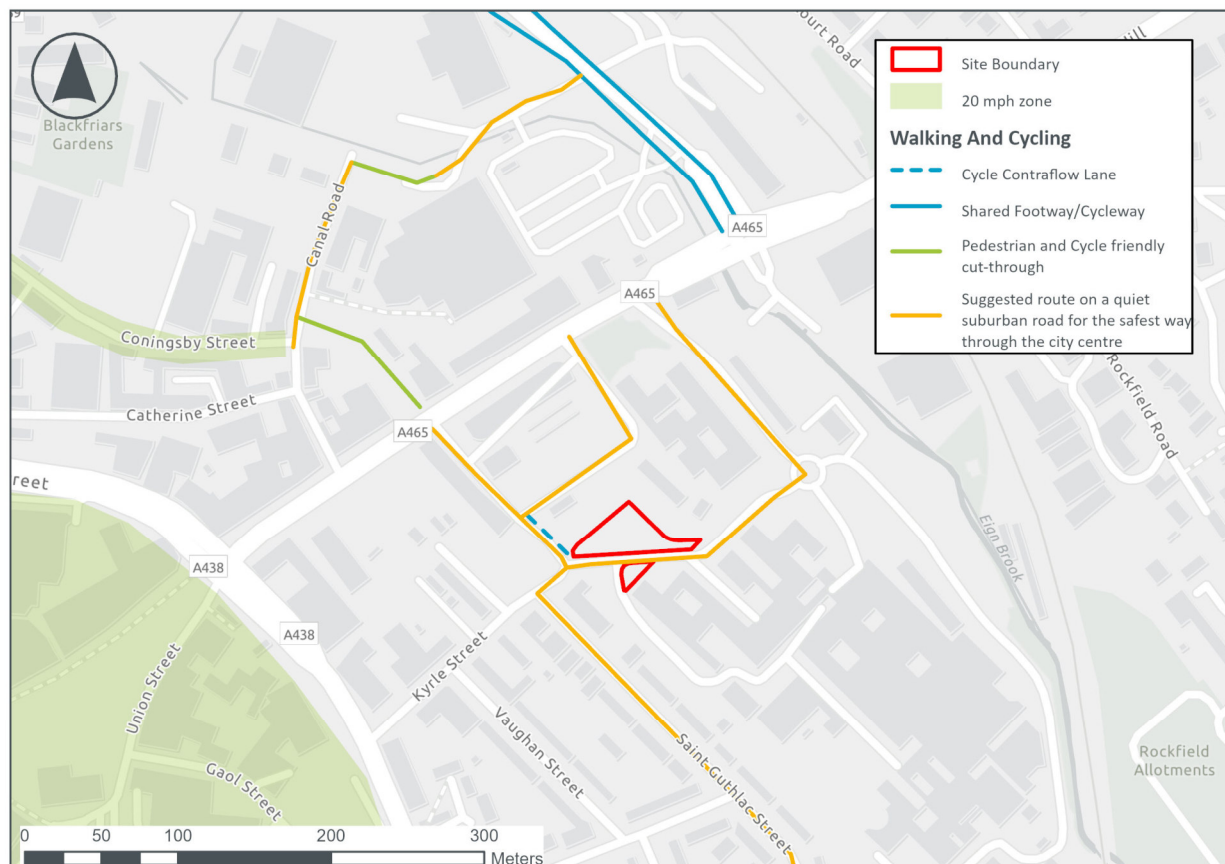 Blackfriars
Gardens
Canal Road
Coningsby Street
Catherine Street
A465
A465
A465
A438
A438
Union Street
Gaol Street
Kyrle Street
Vaughan Street
Saint Guthlac Street
Eign Brook
Rockfield Road
Rockfield
Allotments
Site Boundary
20 mph zone
Walking And Cycling
Cycle Contraflow Lane
Shared Footway/Cycleway
Pedestrian and Cycle friendly
cut-through
Suggested route on a quiet
suburban road for the safest way
through the city centre
0 50 100 200 300
Meters